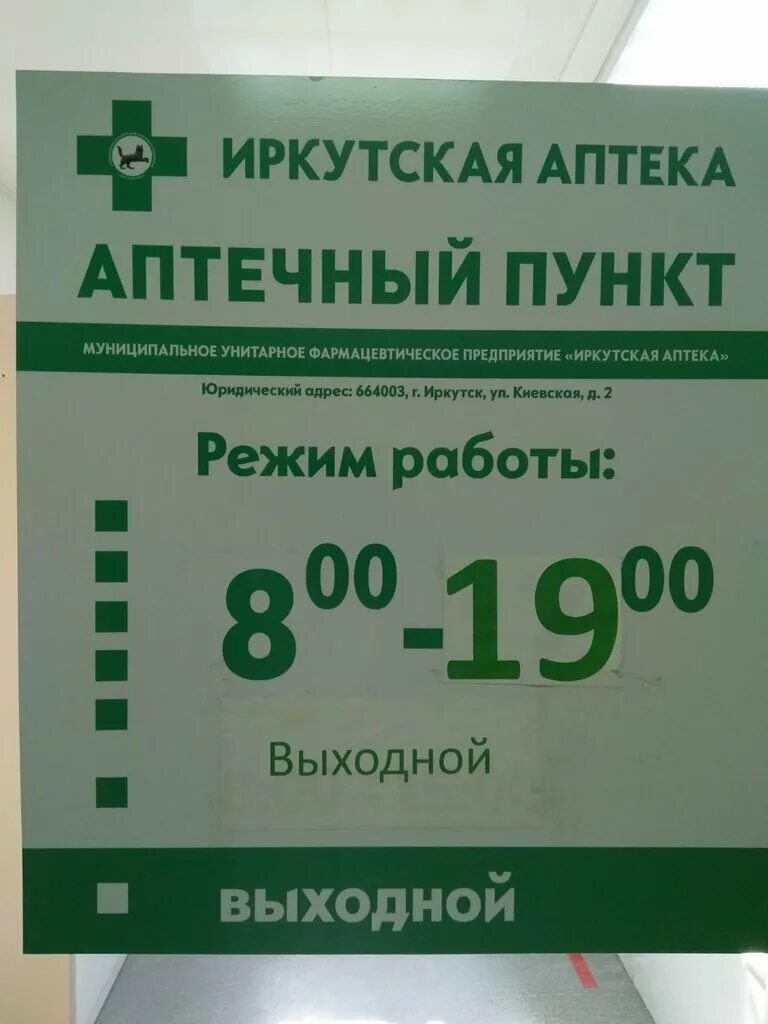 ИРКУТСКАЯ АПТЕКА
АПТЕЧНЫЙ ПУНКТ
МУНИЦИПАЛЬНОЕ УНИТАРНОЕ ФАРМАЦЕВТИЧЕСКОЕ ПРЕДПРИЯТИЕ «ИРКУТСКАЯ АПТЕКА»
Юридический адрес: 664003, г. Иркутск, ул. Киевская, д. 2
Режим работы:
8⁰⁰-19⁰⁰
Выходной
ВЫХОДНОЙ